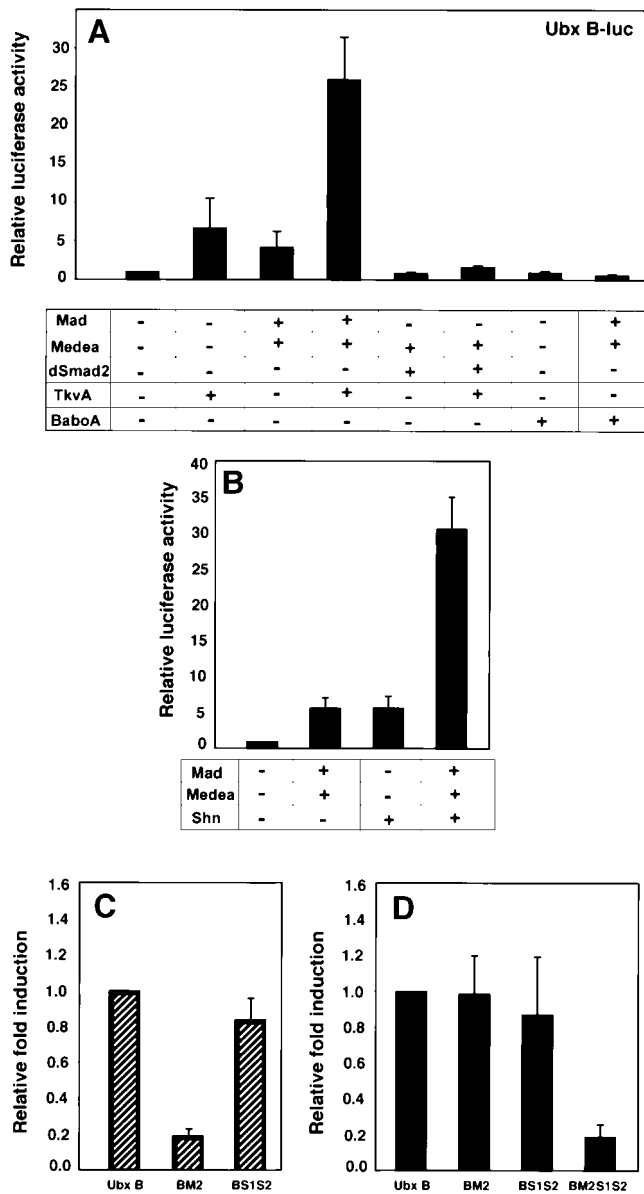 A
Ubx B-luc
Relative luciferase activity
30
25
20
15
10
5
0
Mad - - + + - - - +
Medea - - + + + + - +
dSmad2 - - - - + + - -
TkvA - + - + - + - -
BaboA - - - - - - + +
B
Relative luciferase activity
40
35
30
25
20
15
10
5
0
Mad - + - +
Medea - + - +
Shn - - + +
C
Relative fold induction
1.6
1.4
1.2
1.0
0.8
0.6
0.4
0.2
0.0
Ubx B BM2 BS1S2
D
Relative fold induction
1.6
1.4
1.2
1.0
0.8
0.6
0.4
0.2
0.0
Ubx B BM2 BS1S2 BM2S1S2